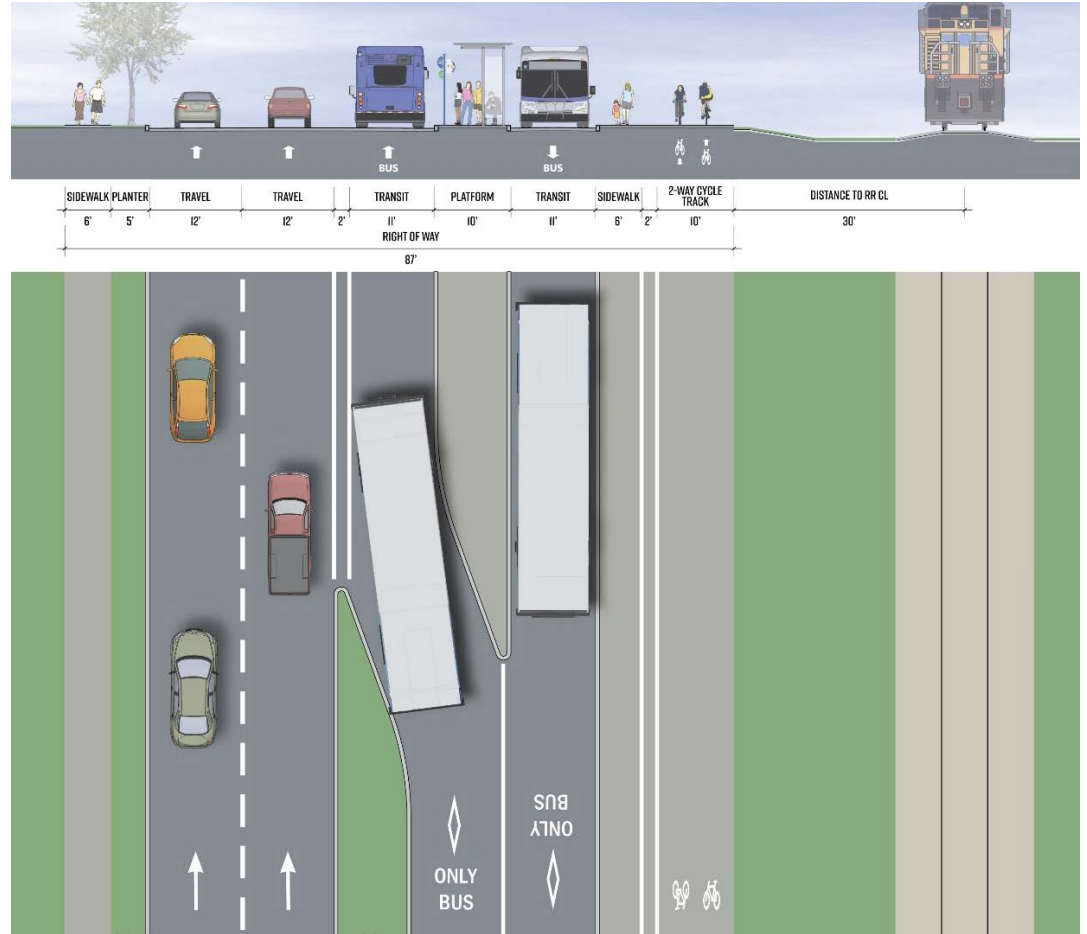 BUS BUS
SIDEWALK PLANTER TRAVEL TRAVEL TRANSIT PLATFORM TRANSIT SIDEWALK 2-WAY CYCLE TRACK DISTANCE TO RR CL
6' 5' 12' 12' 2' 11' 10' 11' 6' 2' 10' 30'
RIGHT OF WAY
87'
BUS
ONLY
ONLY
BUS